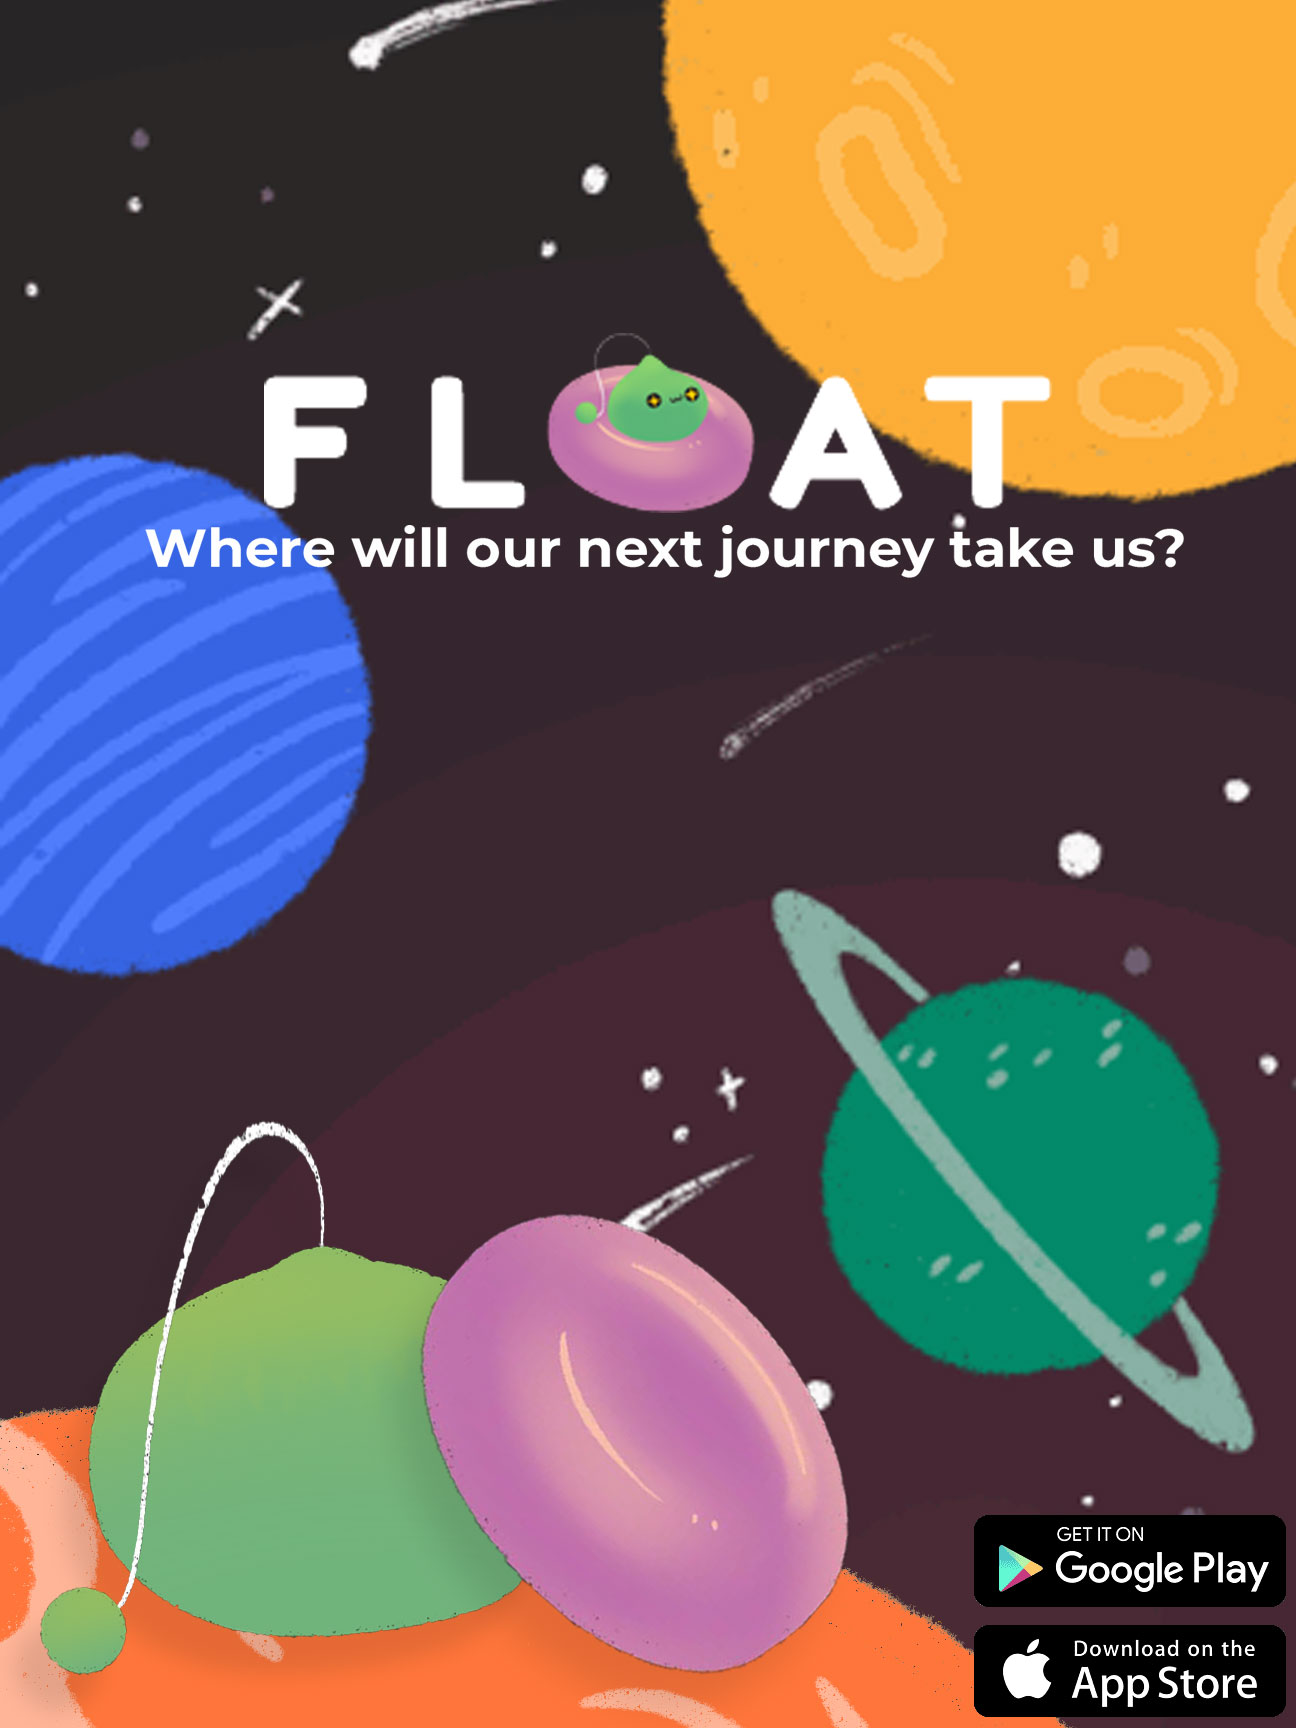 FLOAT
Where will our next journey take us?
GET IT ON
Google Play
Download on the
App Store